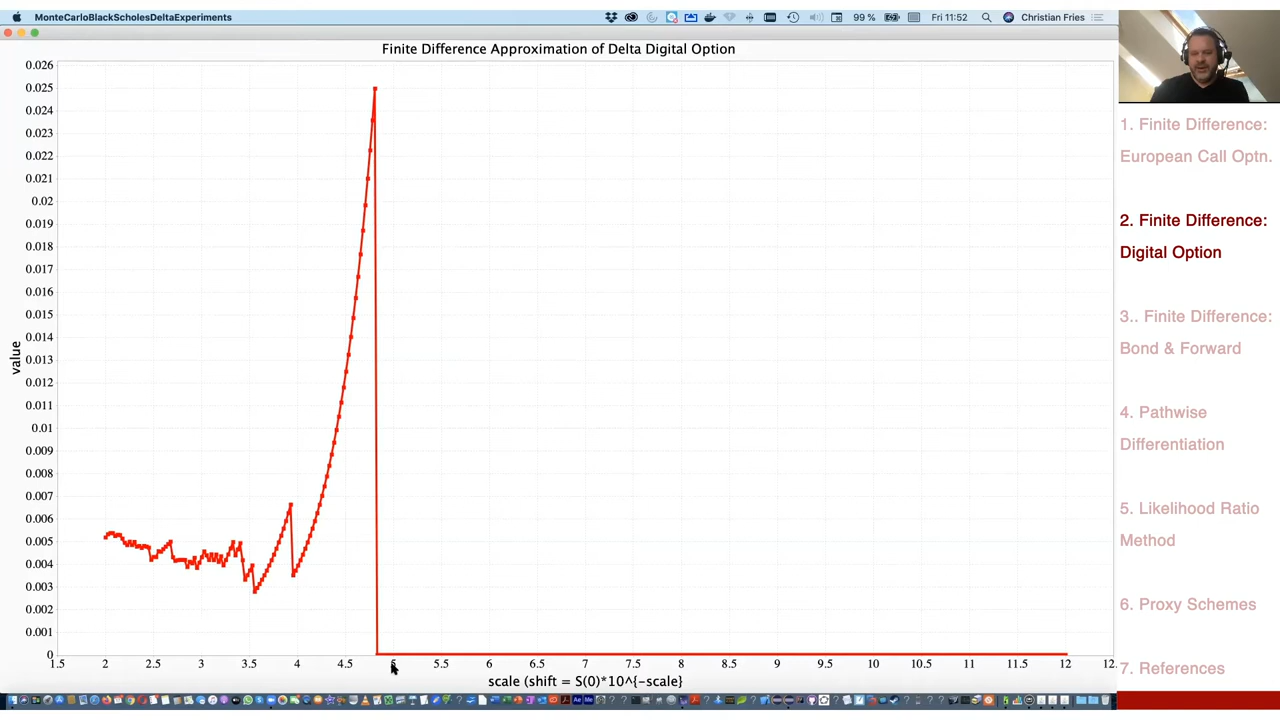 MonteCarloBlackScholesDeltaExperiments
99 %
Fri 11:52
Christian Fries
Finite Difference Approximation of Delta Digital Option
0.026
0.025
0.024
0.023
0.022
0.021
0.02
0.019
0.018
0.017
0.016
0.015
0.014
0.013
0.012
0.011
0.01
0.009
0.008
0.007
0.006
0.005
0.004
0.003
0.002
0.001
0
value
1.5 2 2.5 3 3.5 4 4.5 5 5.5 6 6.5 7 7.5 8 8.5 9 9.5 10 10.5 11 11.5 12 12.
scale (shift = S(0)*10^{-scale}
1. Finite Difference:
European Call Optn.
2. Finite Difference:
Digital Option
3.. Finite Difference:
Bond & Forward
4. Pathwise
Differentiation
5. Likelihood Ratio
Method
6. Proxy Schemes
7. References